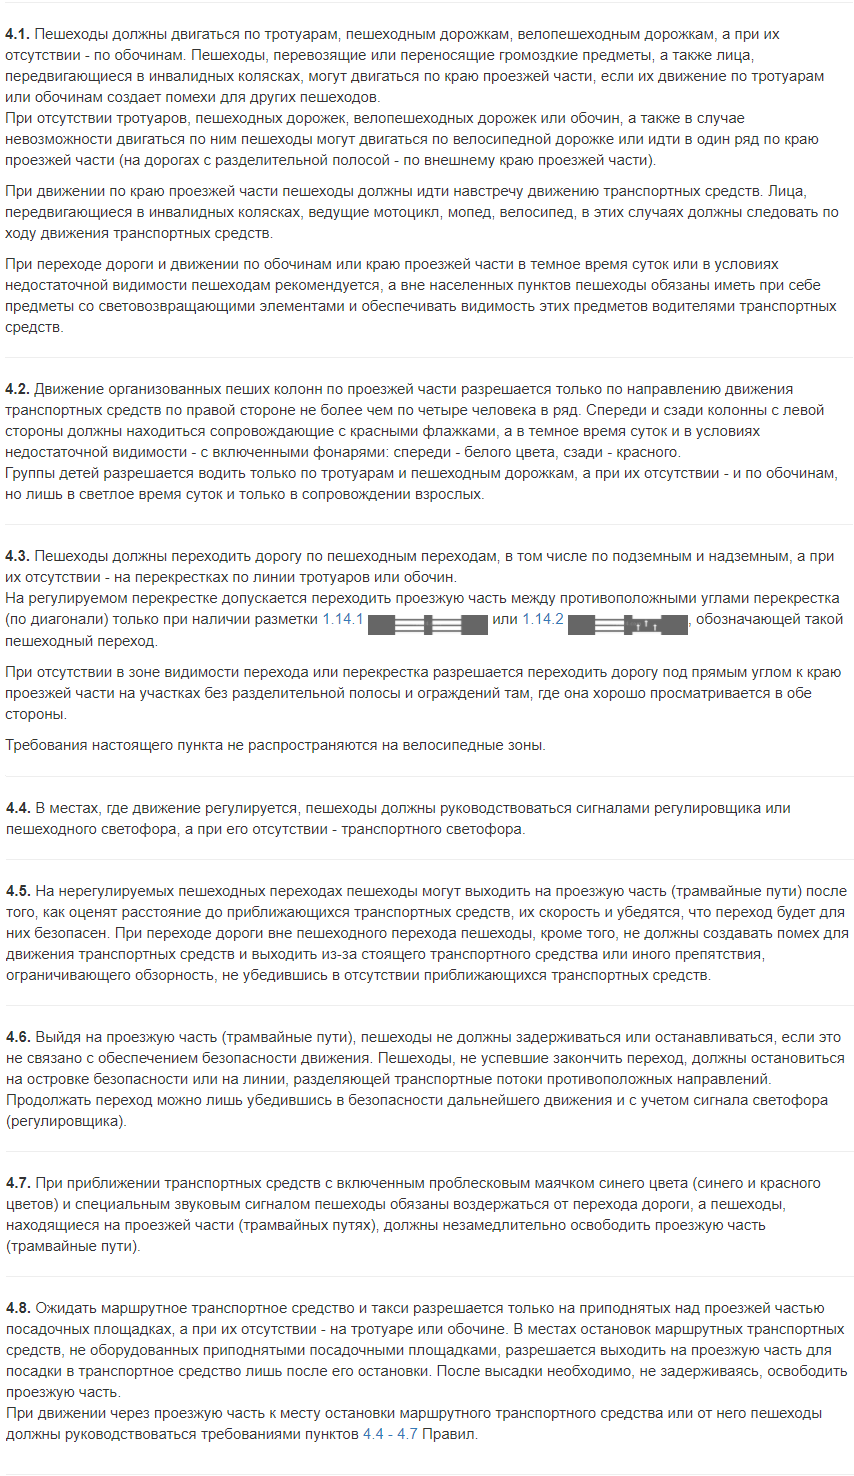 4.1. Пешеходы должны двигаться по тротуарам, пешеходным дорожкам, велопешеходным дорожкам, а при их
отсутствии - по обочинам. Пешеходы, перевозящие или переносящие громоздкие предметы, а также лица,
передвигающиеся в инвалидных колясках, могут двигаться по краю проезжей части, если их движение по тротуарам
или обочинам создает помехи для других пешеходов.
При отсутствии тротуаров, пешеходных дорожек, велопешеходных дорожек или обочин, а также в случае
невозможности двигаться по ним пешеходы могут двигаться по велосипедной дорожке или идти в один ряд по краю
проезжей части (на дорогах с разделительной полосой - по внешнему краю проезжей части).
При движении по краю проезжей части пешеходы должны идти навстречу движению транспортных средств. Лица,
передвигающиеся в инвалидных колясках, ведущие мотоцикл, мопед, велосипед, в этих случаях должны следовать по
ходу движения транспортных средств.
При переходе дороги и движении по обочинам или краю проезжей части в темное время суток или в условиях
недостаточной видимости пешеходам рекомендуется, а вне населенных пунктов пешеходы обязаны иметь при себе
предметы со световозвращающими элементами и обеспечивать видимость этих предметов водителями транспортных
средств.
4.2. Движение организованных пеших колонн по проезжей части разрешается только по направлению движения
транспортных средств по правой стороне не более чем по четыре человека в ряд. Спереди и сзади колонны с левой
стороны должны находиться сопровождающие с красными флажками, а в темное время суток и в условиях
недостаточной видимости - с включенными фонарями: спереди - белого цвета, сзади - красного.
Группы детей разрешается водить только по тротуарам и пешеходным дорожкам, а при их отсутствии - и по обочинам,
но лишь в светлое время суток и только в сопровождении взрослых.
4.3. Пешеходы должны переходить дорогу по пешеходным переходам, в том числе по подземным и надземным, а при
их отсутствии - на перекрестках по линии тротуаров или обочин.
На регулируемом перекрестке допускается переходить проезжую часть между противоположными углами перекрестка
(по диагонали) только при наличии разметки 1.14.1 или 1.14.2 , обозначающей такой
пешеходный переход.
При отсутствии в зоне видимости перехода или перекрестка разрешается переходить дорогу под прямым углом к краю
проезжей части на участках без разделительной полосы и ограждений там, где она хорошо просматривается в обе
стороны.
Требования настоящего пункта не распространяются на велосипедные зоны.
4.4. В местах, где движение регулируется, пешеходы должны руководствоваться сигналами регулировщика или
пешеходного светофора, а при его отсутствии - транспортного светофора.
4.5. На нерегулируемых пешеходных переходах пешеходы могут выходить на проезжую часть (трамвайные пути) после
того, как оценят расстояние до приближающихся транспортных средств, их скорость и убедятся, что переход будет для
них безопасен. При переходе дороги вне пешеходного перехода пешеходы, кроме того, не должны создавать помех для
движения транспортных средств и выходить из-за стоящего транспортного средства или иного препятствия,
ограничивающего обзорность, не убедившись в отсутствии приближающихся транспортных средств.
4.6. Выйдя на проезжую часть (трамвайные пути), пешеходы не должны задерживаться или останавливаться, если это
не связано с обеспечением безопасности движения. Пешеходы, не успевшие закончить переход, должны остановиться
на островке безопасности или на линии, разделяющей транспортные потоки противоположных направлений.
Продолжать переход можно лишь убедившись в безопасности дальнейшего движения и с учетом сигнала светофора
(регулировщика).
4.7. При приближении транспортных средств с включенным проблесковым маячком синего цвета (синего и красного
цветов) и специальным звуковым сигналом пешеходы обязаны воздержаться от перехода дороги, а пешеходы,
находящиеся на проезжей части (трамвайных путях), должны незамедлительно освободить проезжую часть
(трамвайные пути).
4.8. Ожидать маршрутное транспортное средство и такси разрешается только на приподнятых над проезжей частью
посадочных площадках, а при их отсутствии - на тротуаре или обочине. В местах остановок маршрутных транспортных
средств, не оборудованных приподнятыми посадочными площадками, разрешается выходить на проезжую часть для
посадки в транспортное средство лишь после его остановки. После высадки необходимо, не задерживаясь, освободить
проезжую часть.
При движении через проезжую часть к месту остановки маршрутного транспортного средства или от него пешеходы
должны руководствоваться требованиями пунктов 4.4 - 4.7 Правил.